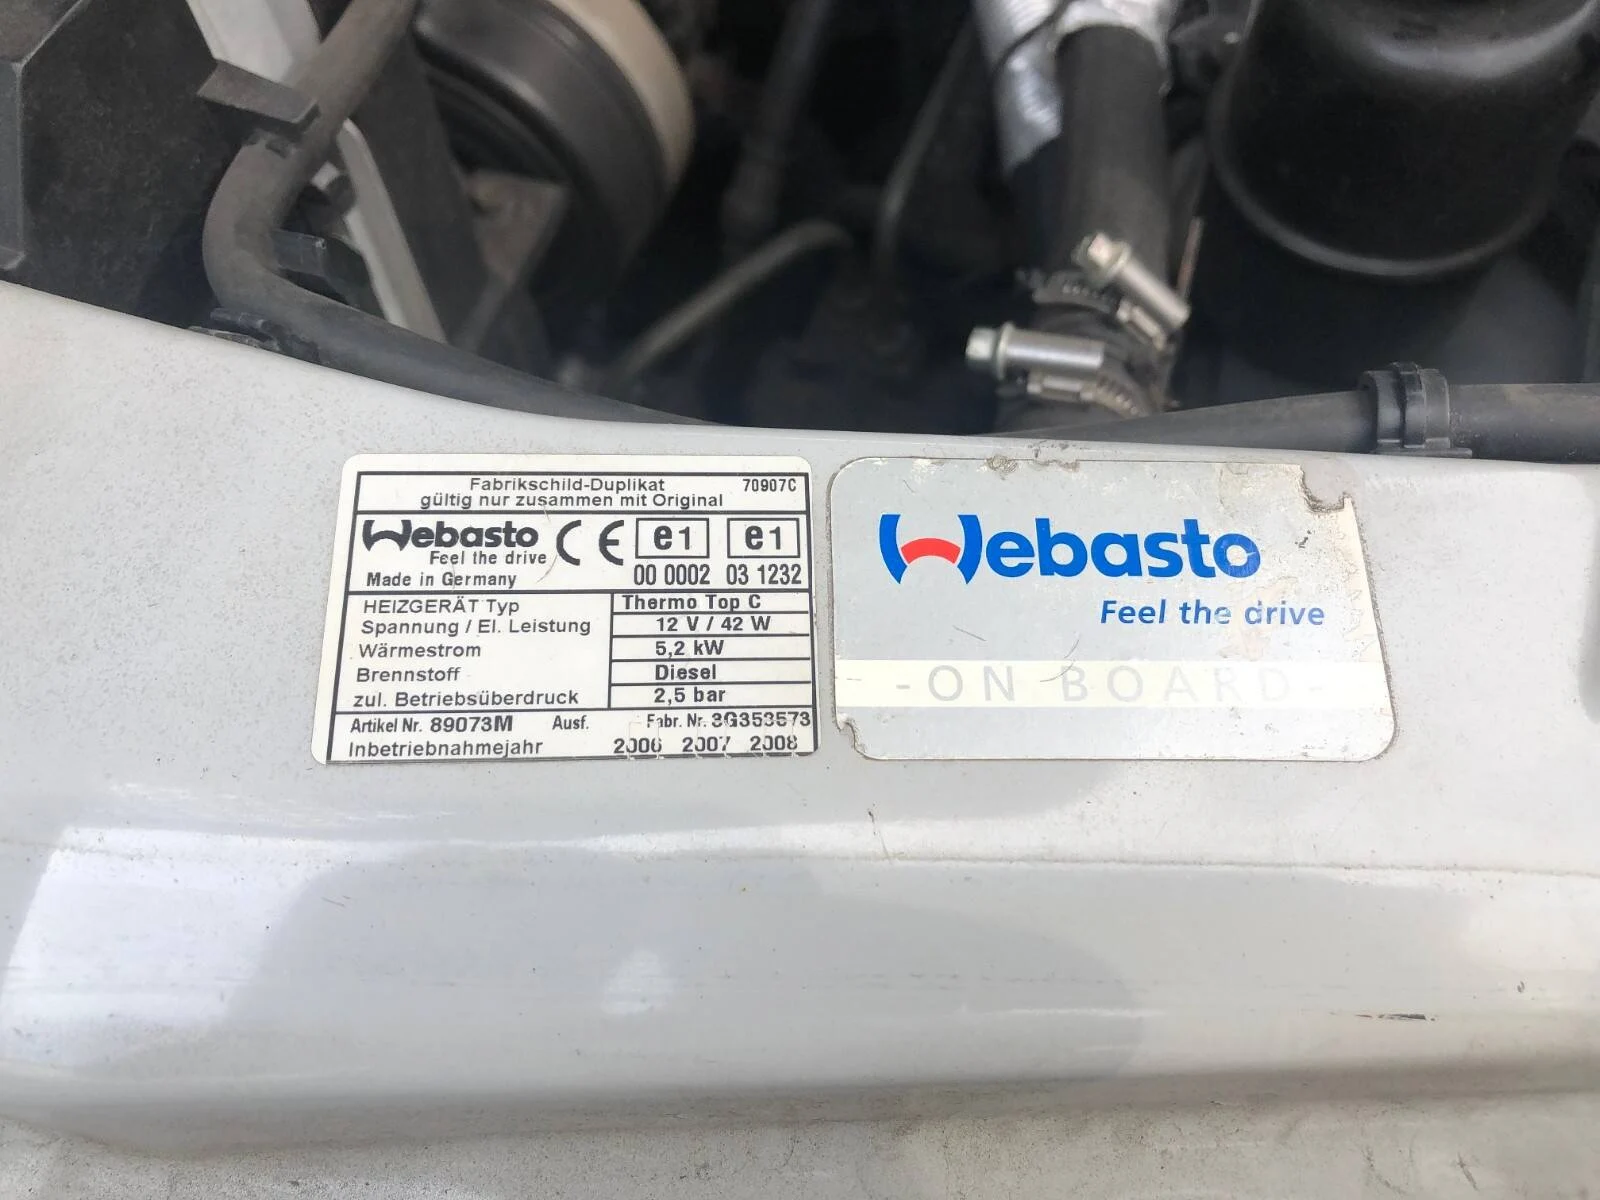 Fabrikschild-Duplikat 70907C
gültig nur zusammen mit Original
Webasto CE e1 e1
Feel the drive
Made in Germany 00 0002 03 1232
HEIZGERÄT Typ Thermo Top C
Spannung / El. Leistung 12 V / 42 W
Wärmestrom 5,2 kW
Brennstoff Diesel
zul. Betriebsüberdruck 2,5 bar
Artikel Nr. 89073M Ausf. Fabr. Nr. 3G353573
Inbetriebnahmejahr 2006 2007 2008
Webasto
Feel the drive
-ON BOARD-